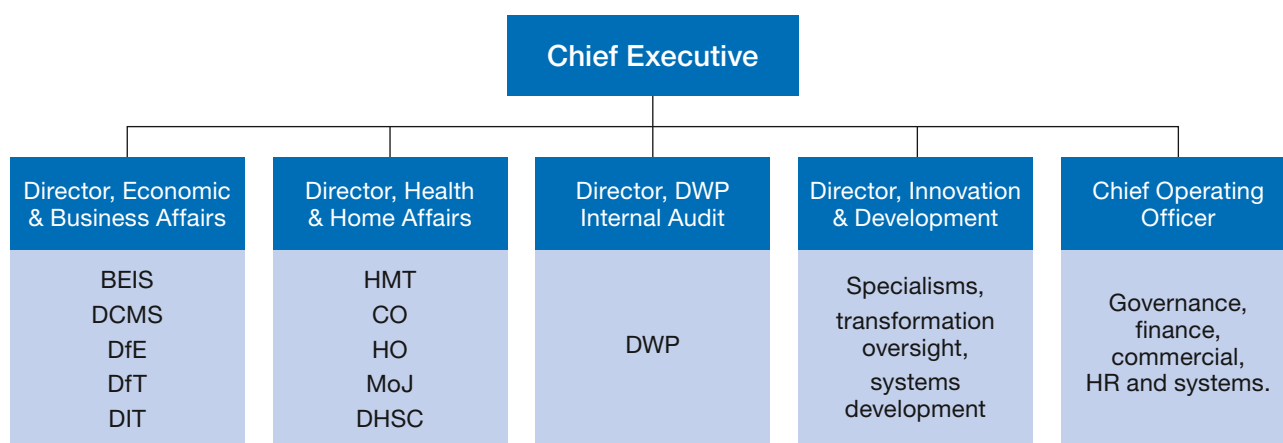 Chief Executive
Director, Economic
& Business Affairs
BEIS
DCMS
DfE
DfT
DIT
Director, Health
& Home Affairs
HMT
CO
HO
MoJ
DHSC
Director, DWP
Internal Audit
DWP
Director, Innovation
& Development
Specialisms,
transformation
oversight,
systems
development
Chief Operating
Officer
Governance,
finance,
commercial,
HR and systems.